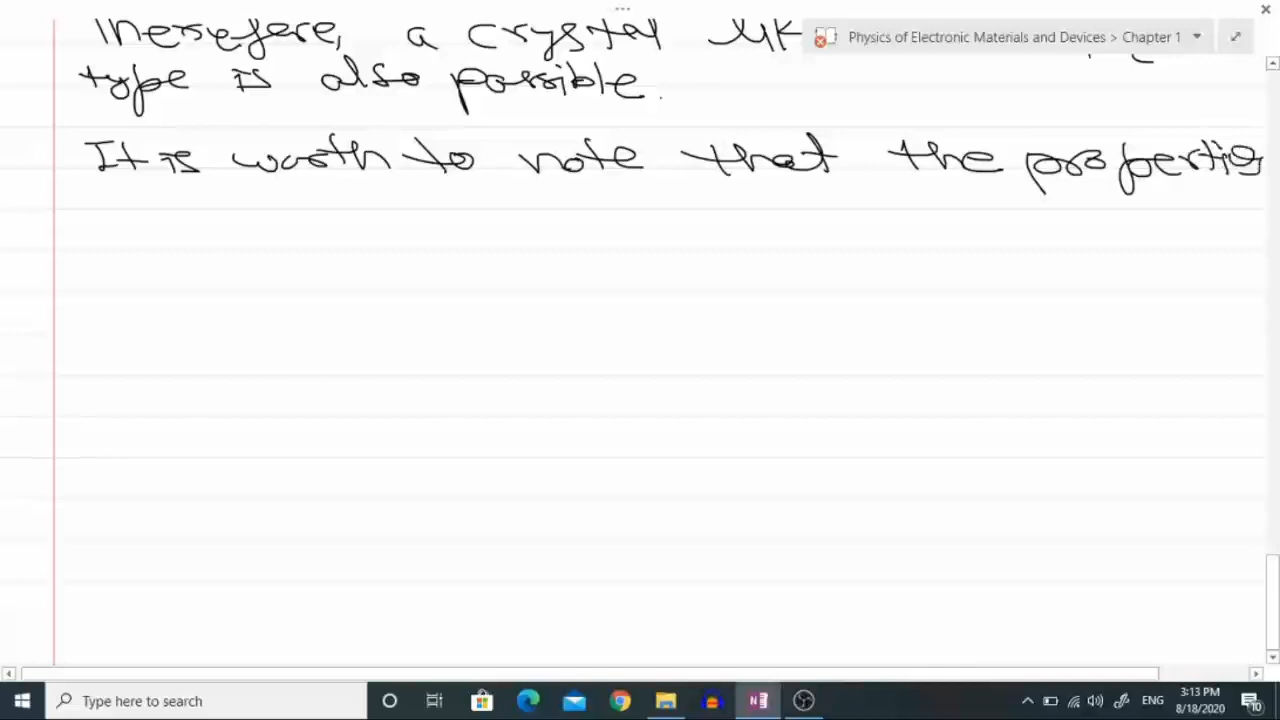 Therefore, a crystal
Physics of Electronic Materials and Devices > Chapter 1
type is also possible.
It is worth to note that the properties
Type here to search
ENG
3:13 PM
8/18/2020
10